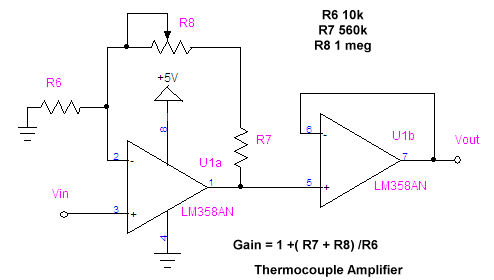 R8
R6 10k
R7 560k
R8 1 meg
R6
+5V
8
R7
2
-
U1a
1
LM358AN
Vin
3
+
4
6
-
U1b
7
Vout
5
+
LM358AN
Gain = 1 +( R7 + R8) /R6
Thermocouple Amplifier